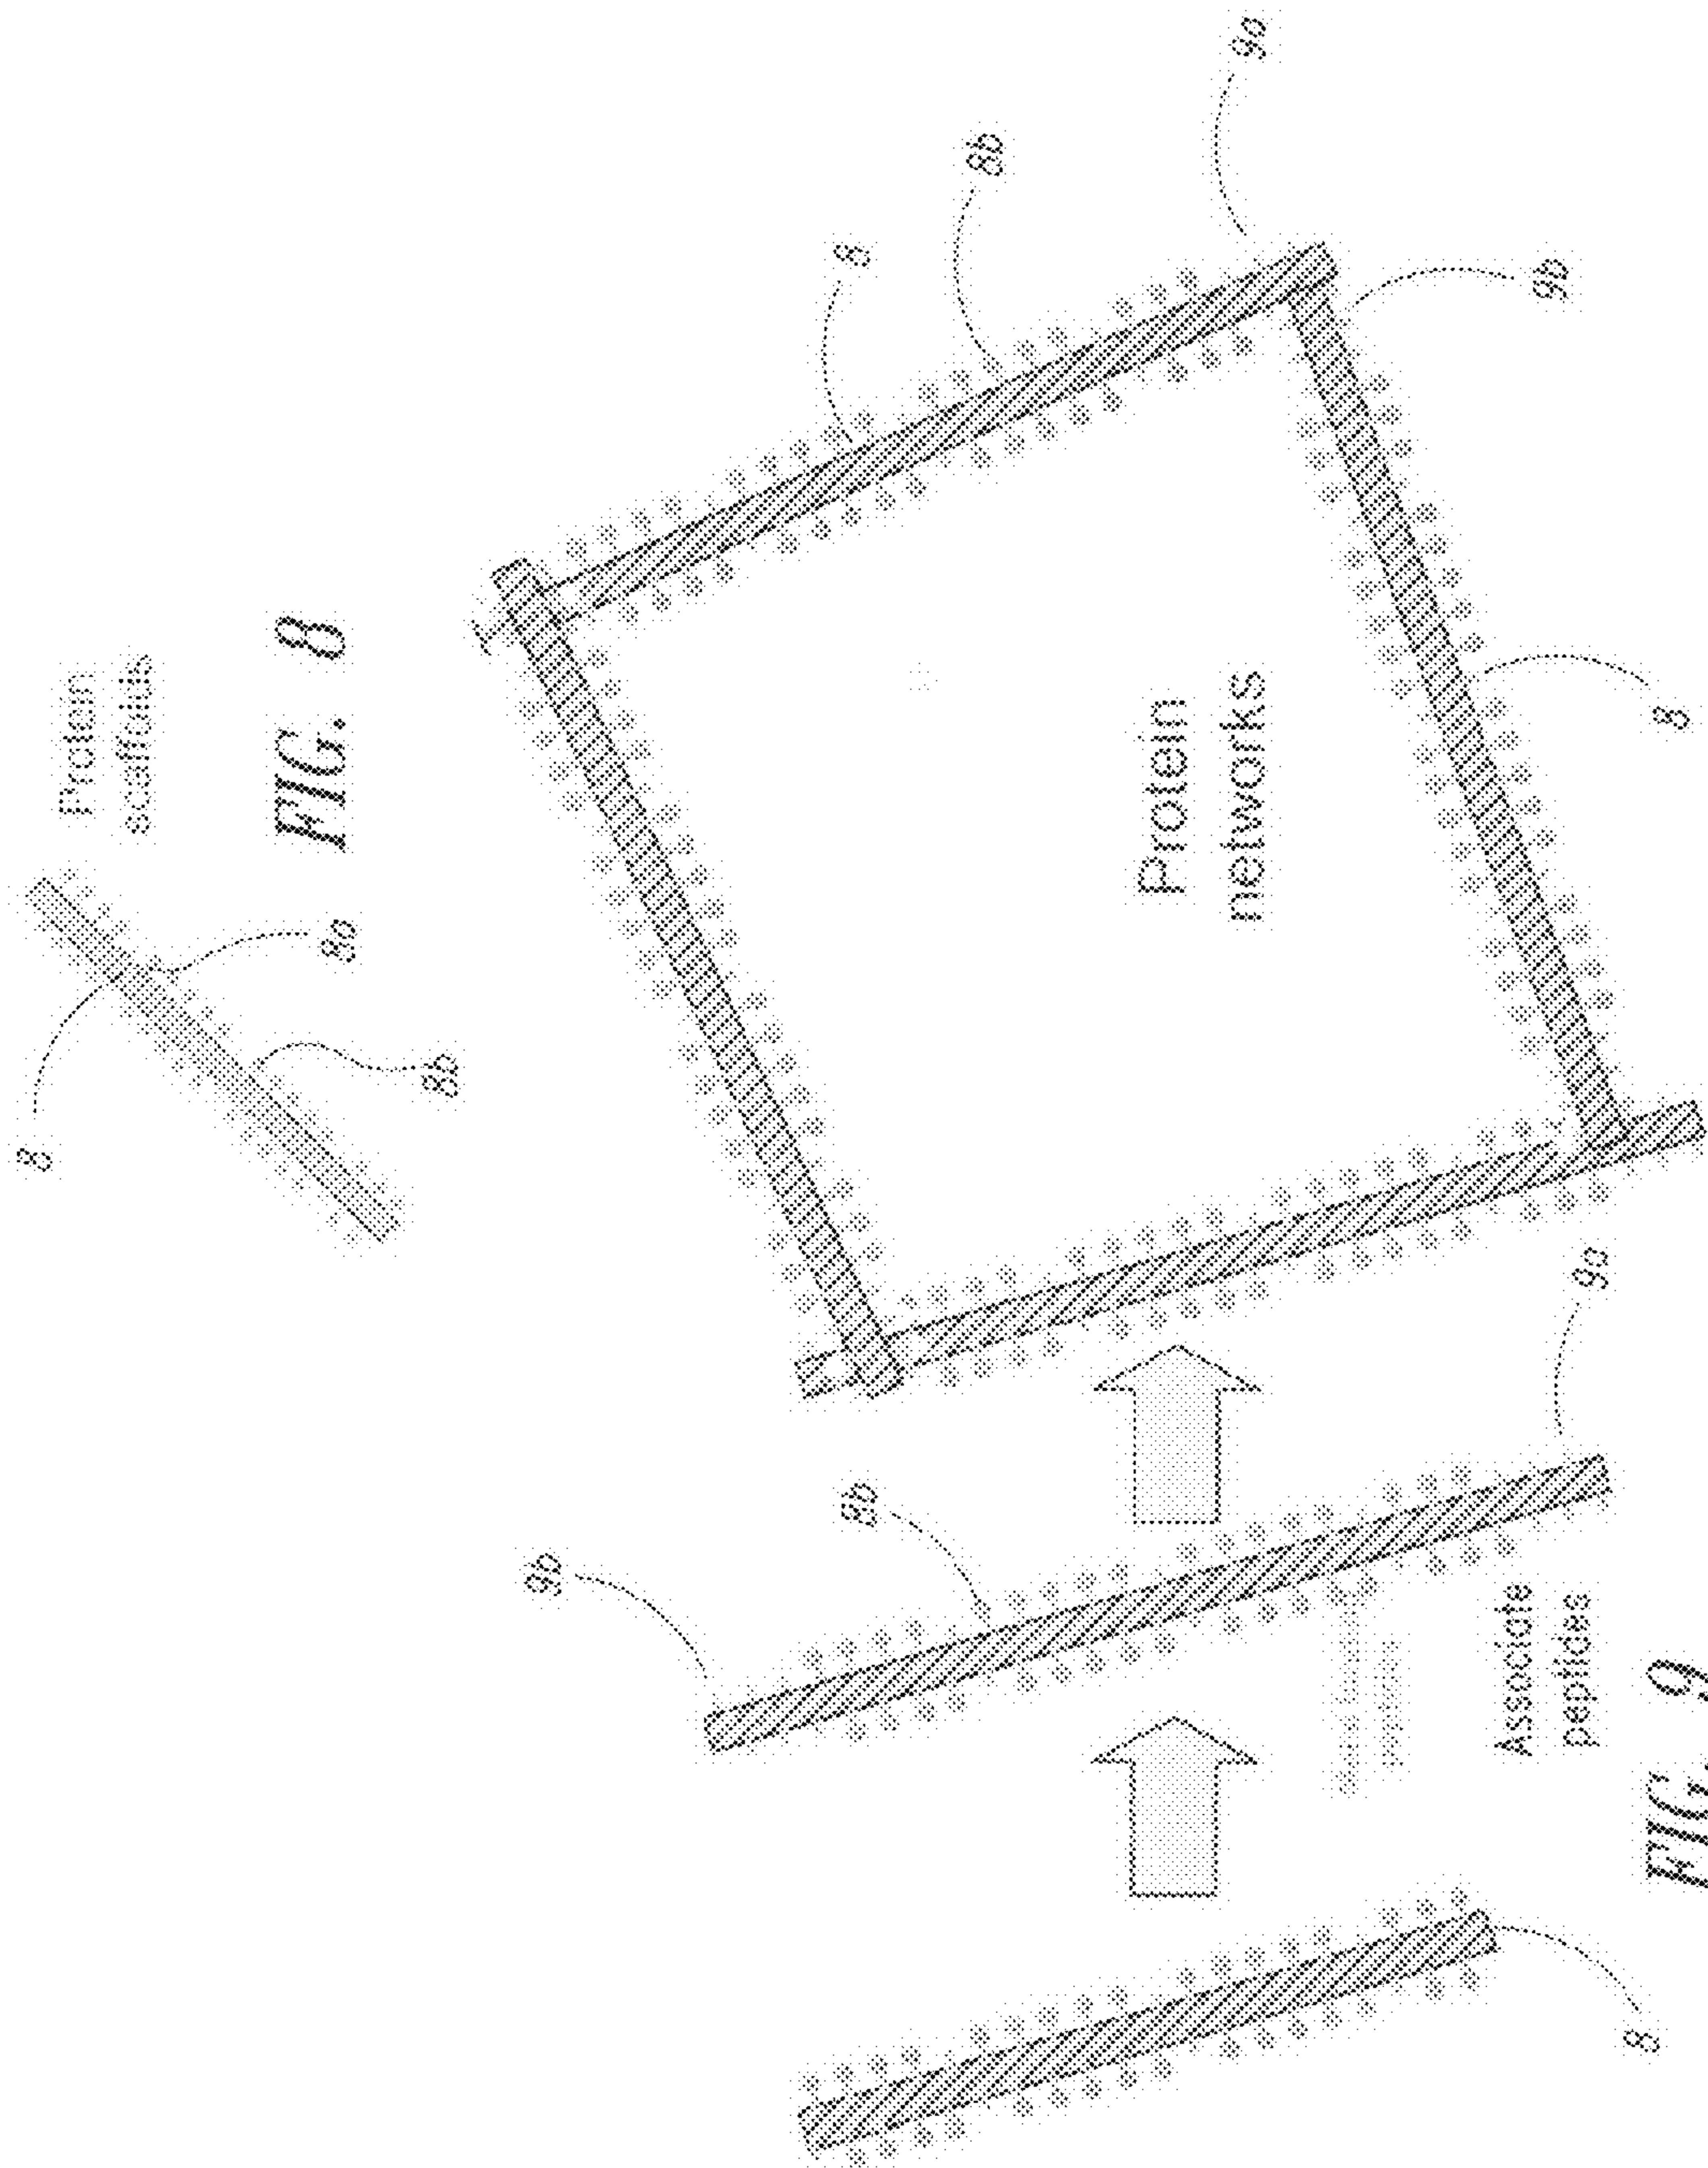 Protein
scaffolds
8
8a
8b
FIG. 8
8
8b
9a
9b
8
Protein
networks
9b
8b
9a
Associate
peptides
8
FIG. 9